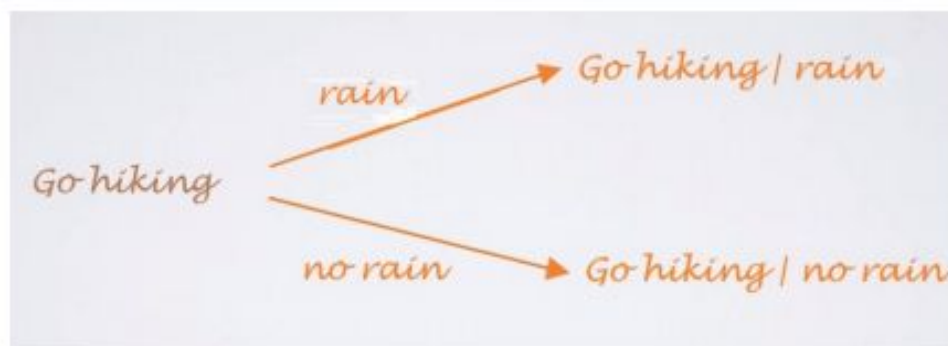 Go hiking | rain
rain
Go hiking
no rain
Go hiking | no rain